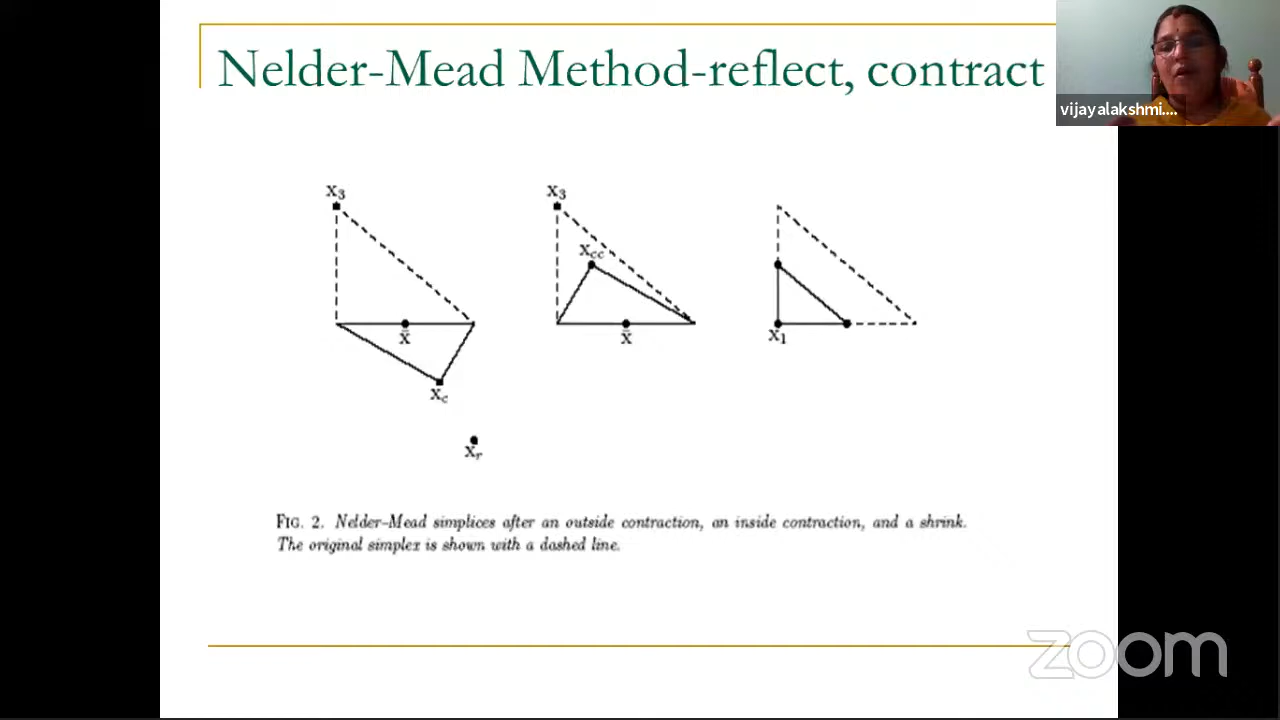 Nelder-Mead Method-reflect, contract
vijayalakshmi....
x3
x3
xcc
x̄
x̄
x1
xc
xr
FIG. 2. Nelder–Mead simplices after an outside contraction, an inside contraction, and a shrink.
The original simplex is shown with a dashed line.
zoom